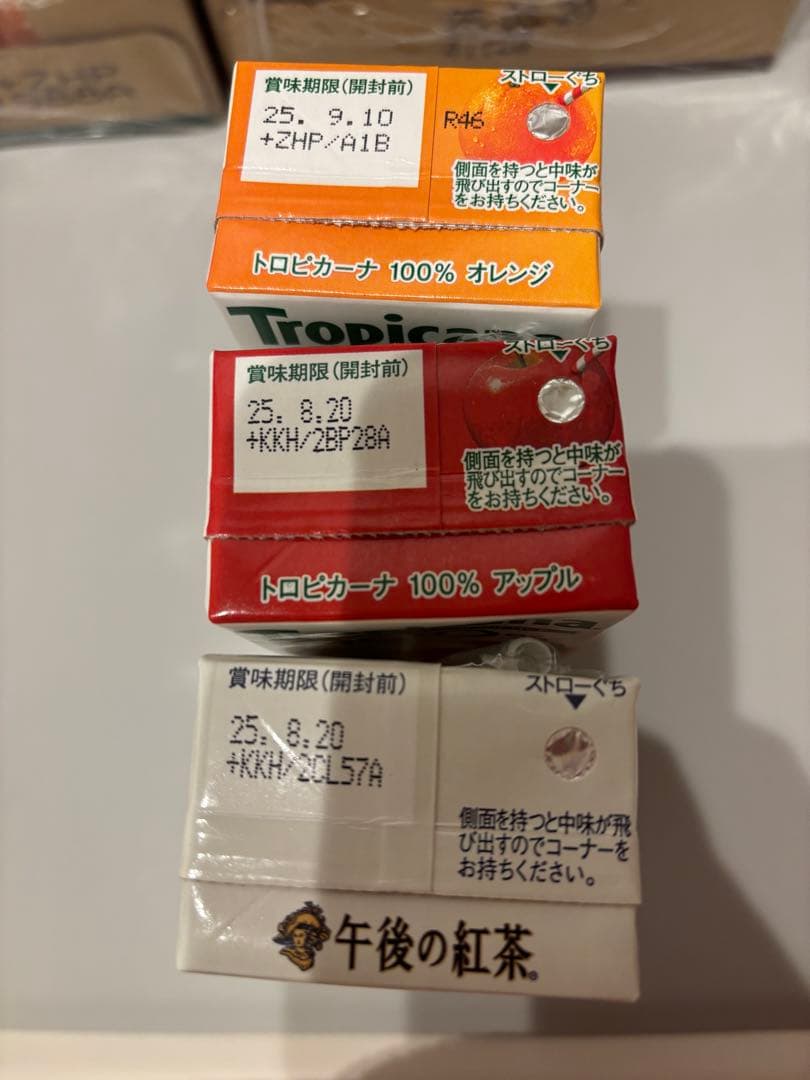 賞味期限(開封前)
25. 9.10
+ZHP/A1B
R46
ストローぐち
側面を持つと中味が
飛び出すのでコーナー
をお持ちください。
トロピカーナ 100% オレンジ
Tropicana
賞味期限(開封前)
25. 8.20
+KKH/2BP28A
ストローぐち
側面を持つと中味が
飛び出すのでコーナー
をお持ちください。
トロピカーナ 100% アップル
賞味期限(開封前)
25. 8.20
+KKH/2CL57A
ストローぐち
側面を持つと中味が飛
び出すのでコーナーを
お持ちください。
午後の紅茶。